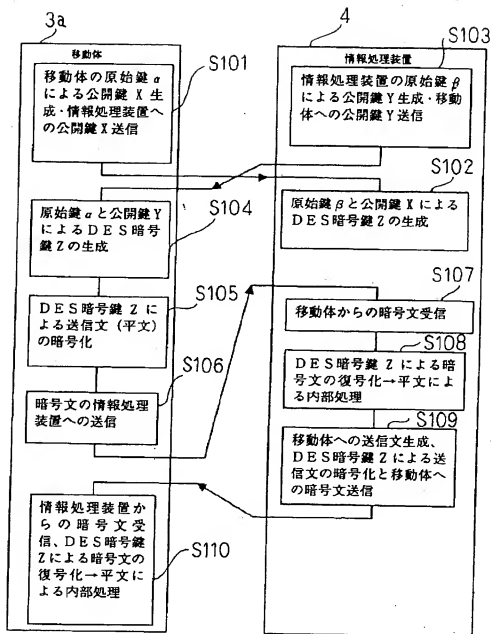 3a
移動体
移動体の原始鍵α
による公開鍵X 生
成・情報処理装置へ
の公開鍵X送信
S101
4
情報処理装置
S103
情報処理装置の原始鍵β
による公開鍵Y生成・移動
体への公開鍵Y送信
S102
原始鍵βと公開鍵X による
DES暗号鍵Zの生成
S104
原始鍵αと公開鍵Y
によるDES暗号
鍵Zの生成
S105
DES暗号鍵Z に
よる送信文(平文)
の暗号化
S106
暗号文の情報処理
装置への送信
S107
移動体からの暗号文受信
S108
DES暗号鍵Z による暗号
文の復号化→平文による
内部処理
S109
移動体への送信文生成、
DES暗号鍵Z による送
信文の暗号化と移動体へ
の暗号文送信
情報処理装置か
らの暗号文受
信、DES暗号鍵
Zによる暗号文の
復号化→平文によ
る内部処理
S110